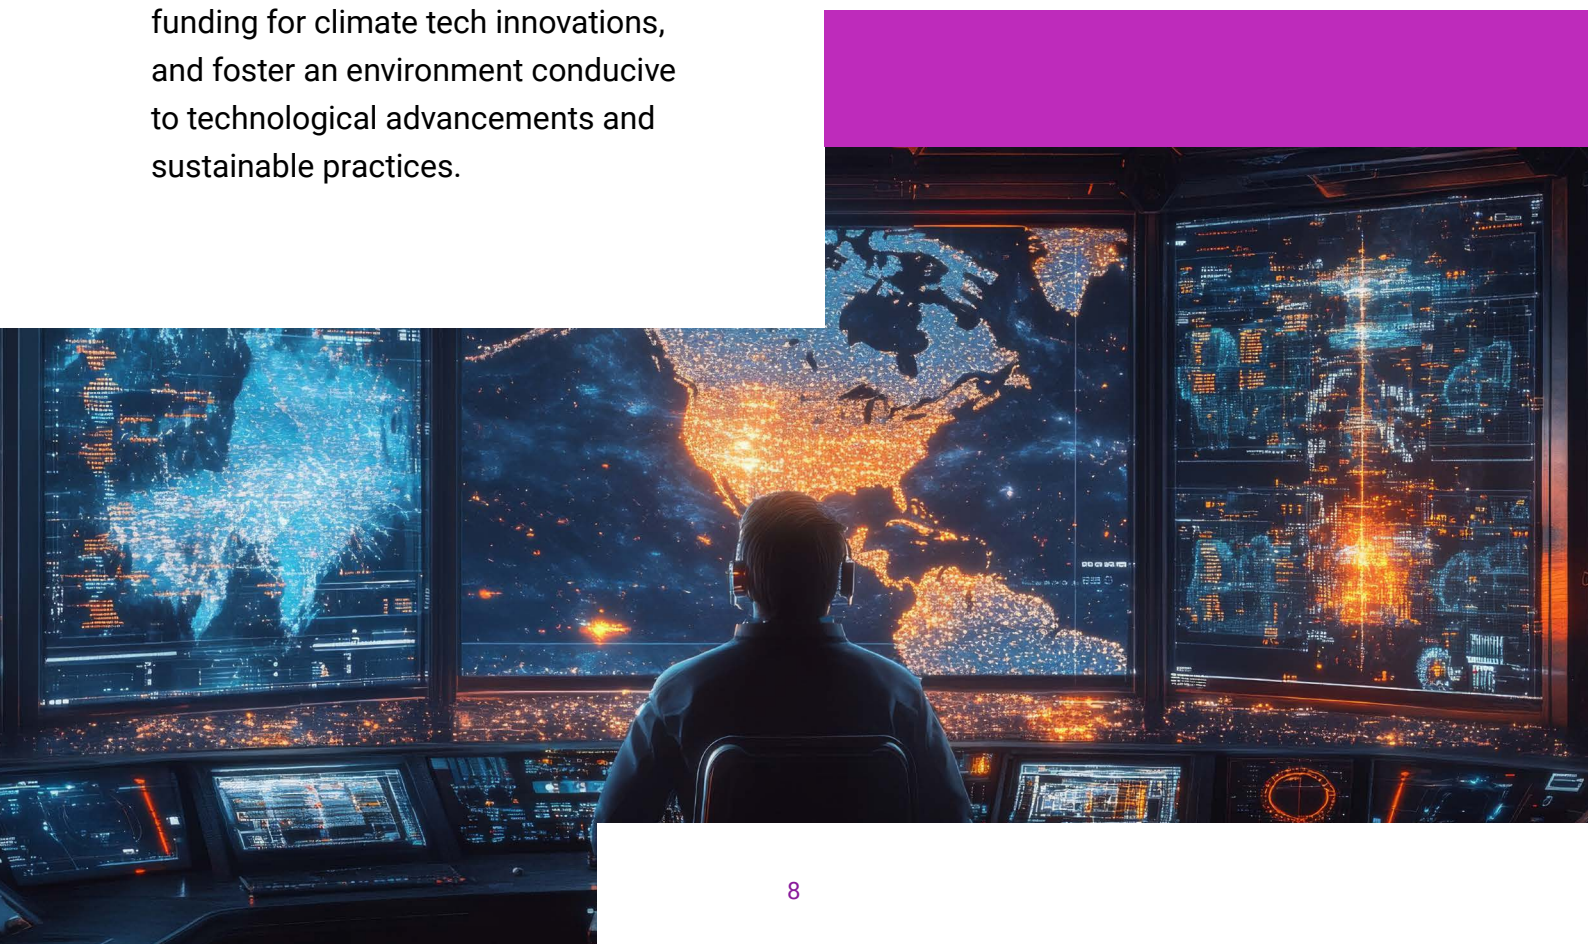 funding for climate tech innovations,
and foster an environment conducive
to technological advancements and
sustainable practices.
8